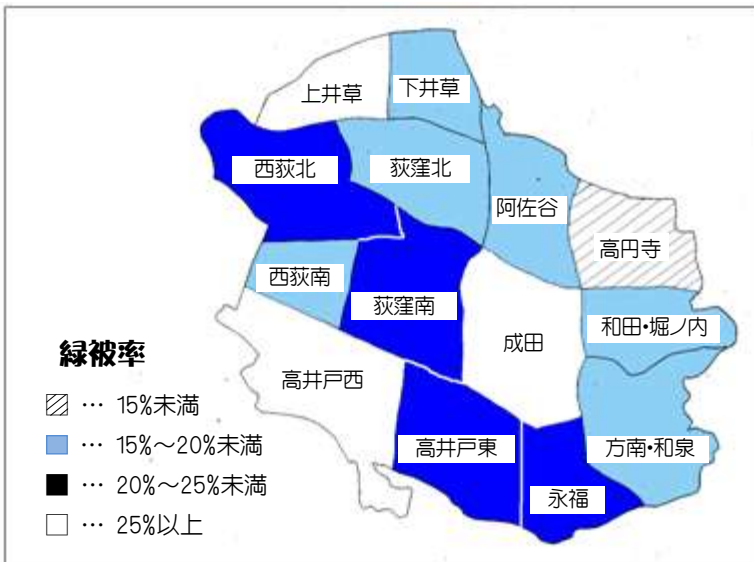 上井草
下井草
西荻北
荻窪北
阿佐谷
高円寺
西荻南
荻窪南
成田
和田・堀ノ内
高井戸西
高井戸東
方南・和泉
永福
緑被率
… 15%未満
… 15%～20%未満
… 20%～25%未満
… 25%以上